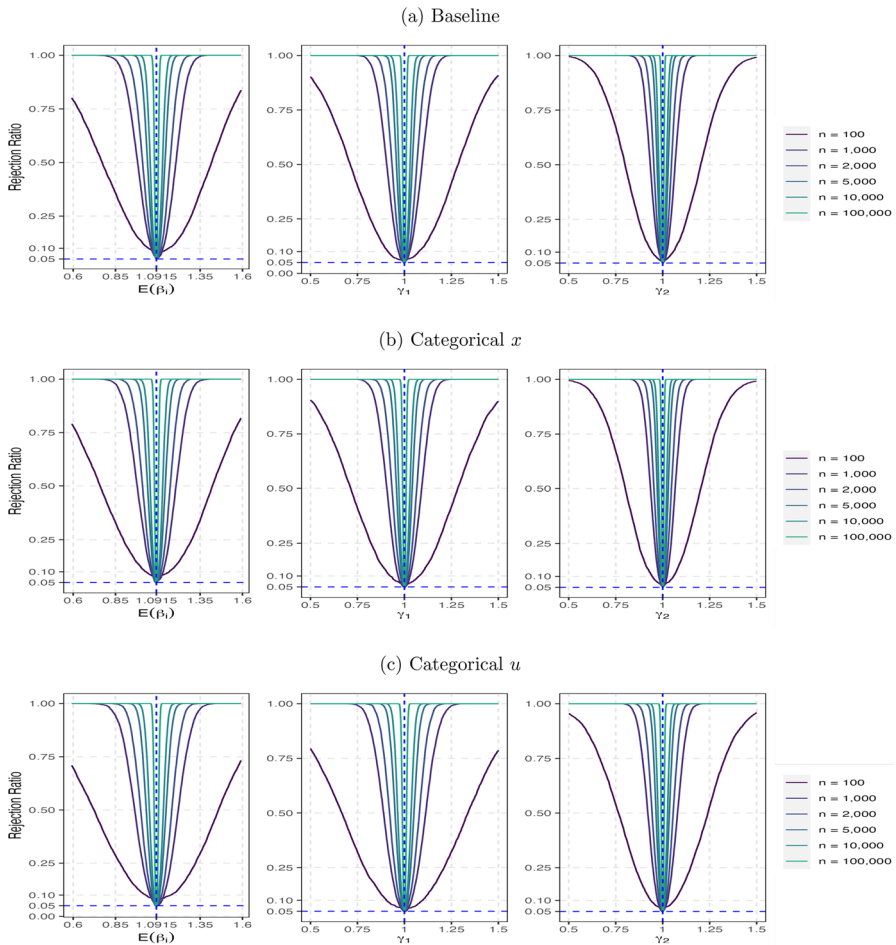 (a) Baseline
Rejection Ratio
1.00
0.75
0.50
0.25
0.10
0.05
0.6 0.85 1.0915 1.35 1.6
E(βᵢ)
1.00
0.75
0.50
0.25
0.10
0.05
0.00
0.5 0.75 1 1.25 1.5
γ₁
1.00
0.75
0.50
0.25
0.10
0.05
0.5 0.75 1 1.25 1.5
γ₂
n = 100
n = 1,000
n = 2,000
n = 5,000
n = 10,000
n = 100,000
(b) Categorical x
Rejection Ratio
1.00
0.75
0.50
0.25
0.10
0.05
0.6 0.85 1.0915 1.35 1.6
E(βᵢ)
1.00
0.75
0.50
0.25
0.10
0.05
0.5 0.75 1 1.25 1.5
γ₁
1.00
0.75
0.50
0.25
0.10
0.05
0.5 0.75 1 1.25 1.5
γ₂
n = 100
n = 1,000
n = 2,000
n = 5,000
n = 10,000
n = 100,000
(c) Categorical u
Rejection Ratio
1.00
0.75
0.50
0.25
0.10
0.05
0.00
0.6 0.85 1.0915 1.35 1.6
E(βᵢ)
1.00
0.75
0.50
0.25
0.10
0.05
0.5 0.75 1 1.25 1.5
γ₁
1.00
0.75
0.50
0.25
0.10
0.05
0.5 0.75 1 1.25 1.5
γ₂
n = 100
n = 1,000
n = 2,000
n = 5,000
n = 10,000
n = 100,000